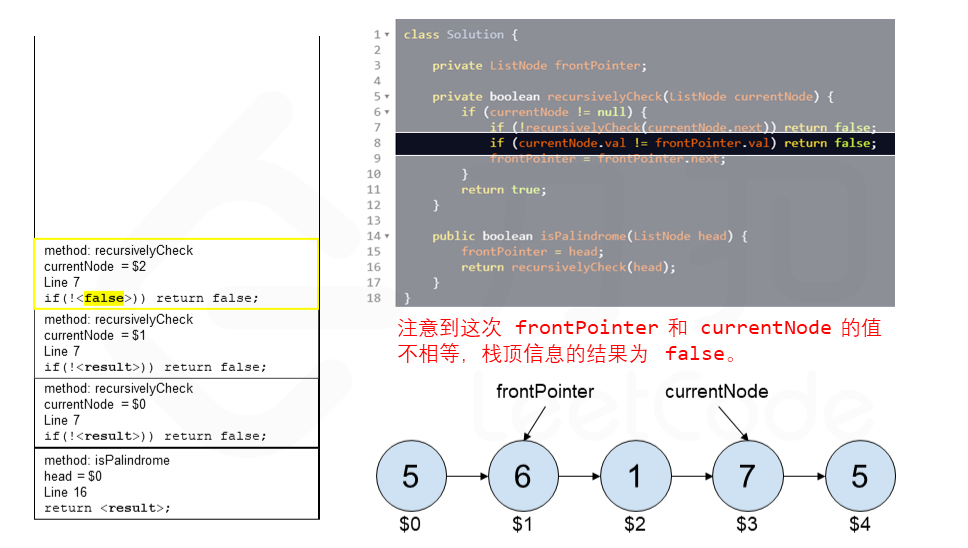 method: recursivelyCheck
currentNode = $2
Line 7
if(!<false>)) return false;
method: recursivelyCheck
currentNode = $1
Line 7
if(!<result>)) return false;
method: recursivelyCheck
currentNode = $0
Line 7
if(!<result>)) return false;
method: isPalindrome
head = $0
Line 16
return <result>;
1 class Solution {
2
3 private ListNode frontPointer;
4
5 private boolean recursivelyCheck(ListNode currentNode) {
6 if (currentNode != null) {
7 if (!recursivelyCheck(currentNode.next)) return false;
8 if (currentNode.val != frontPointer.val) return false;
9 frontPointer = frontPointer.next;
10 }
11 return true;
12 }
13
14 public boolean isPalindrome(ListNode head) {
15 frontPointer = head;
16 return recursivelyCheck(head);
17 }
18 }
注意到这次 frontPointer 和 currentNode 的值
不相等，栈顶信息的结果为 false。
frontPointer currentNode
5 6 1 7 5
$0 $1 $2 $3 $4
LeetCode